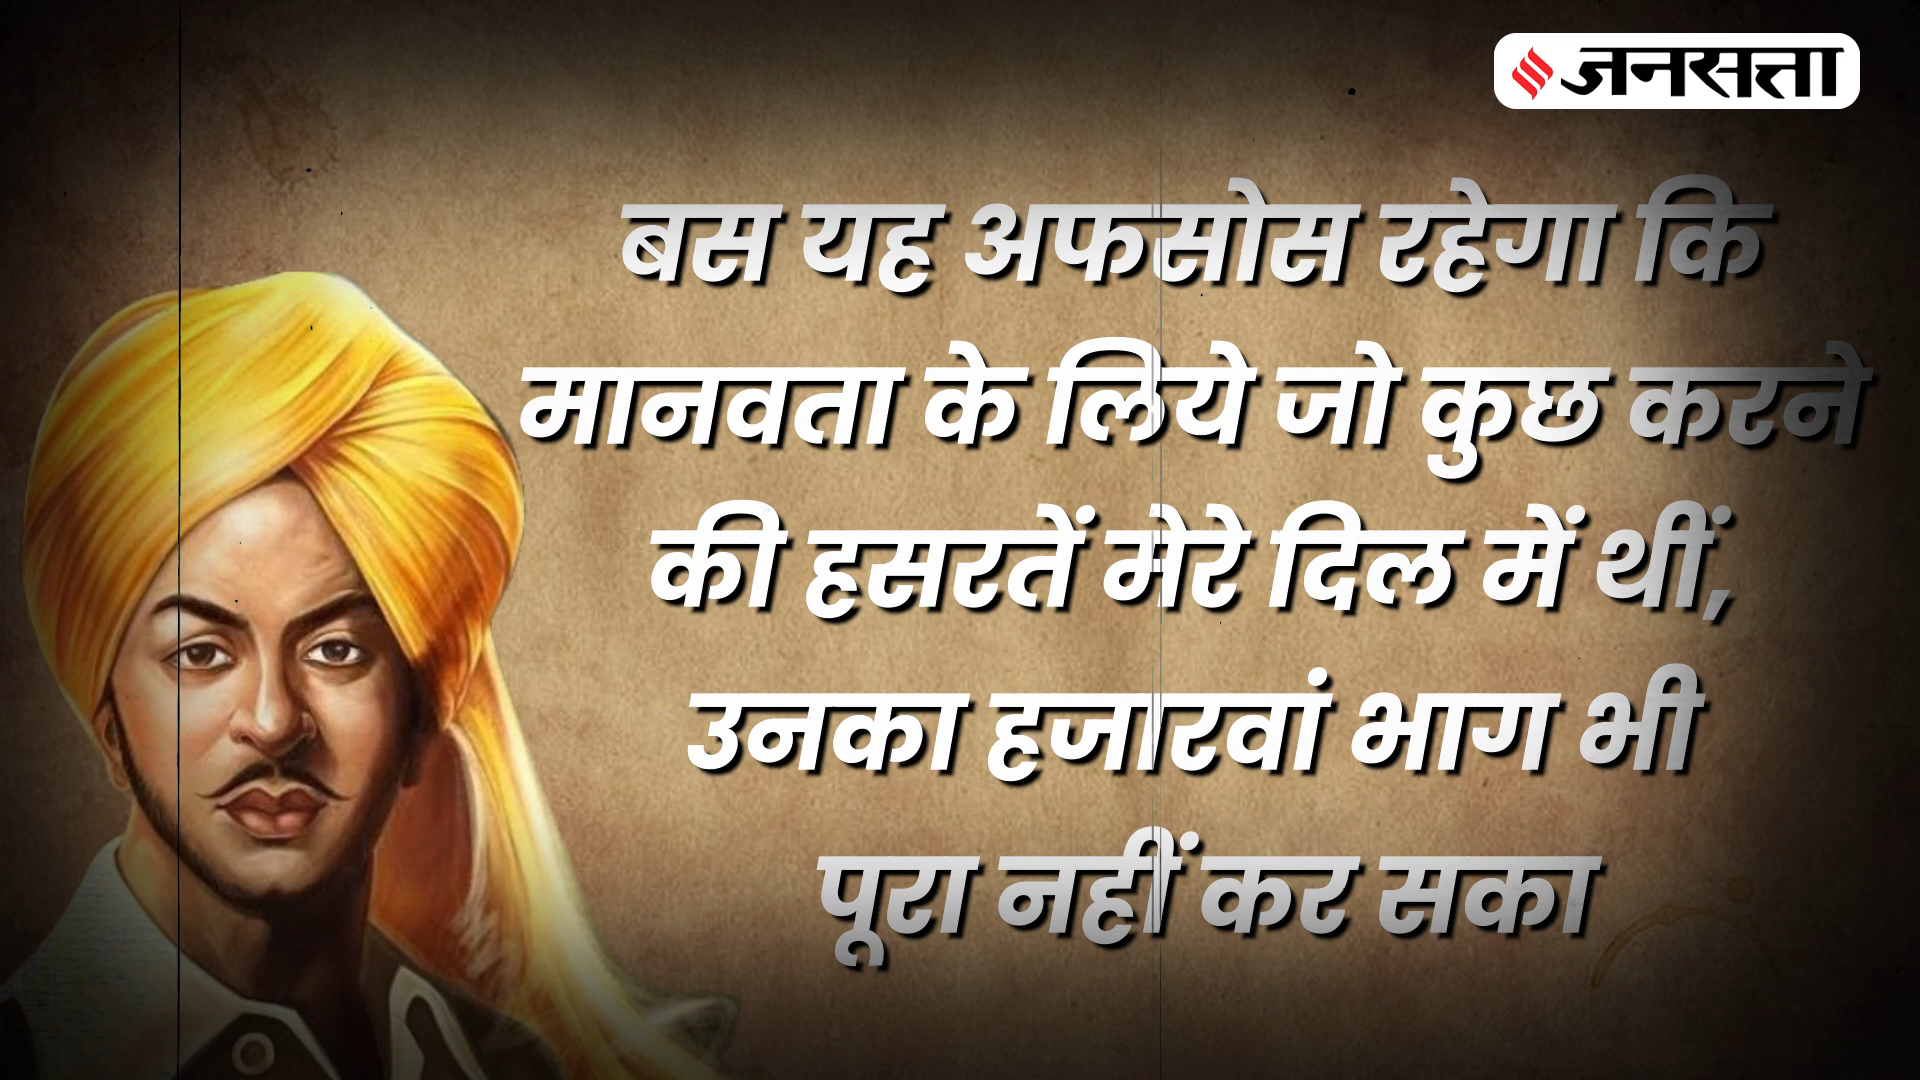 जनसत्ता
बस यह अफसोस रहेगा कि
मानवता के लिये जो कुछ करने
की हसरतें मेरे दिल में थीं,
उनका हजारवां भाग भी
पूरा नहीं कर सका